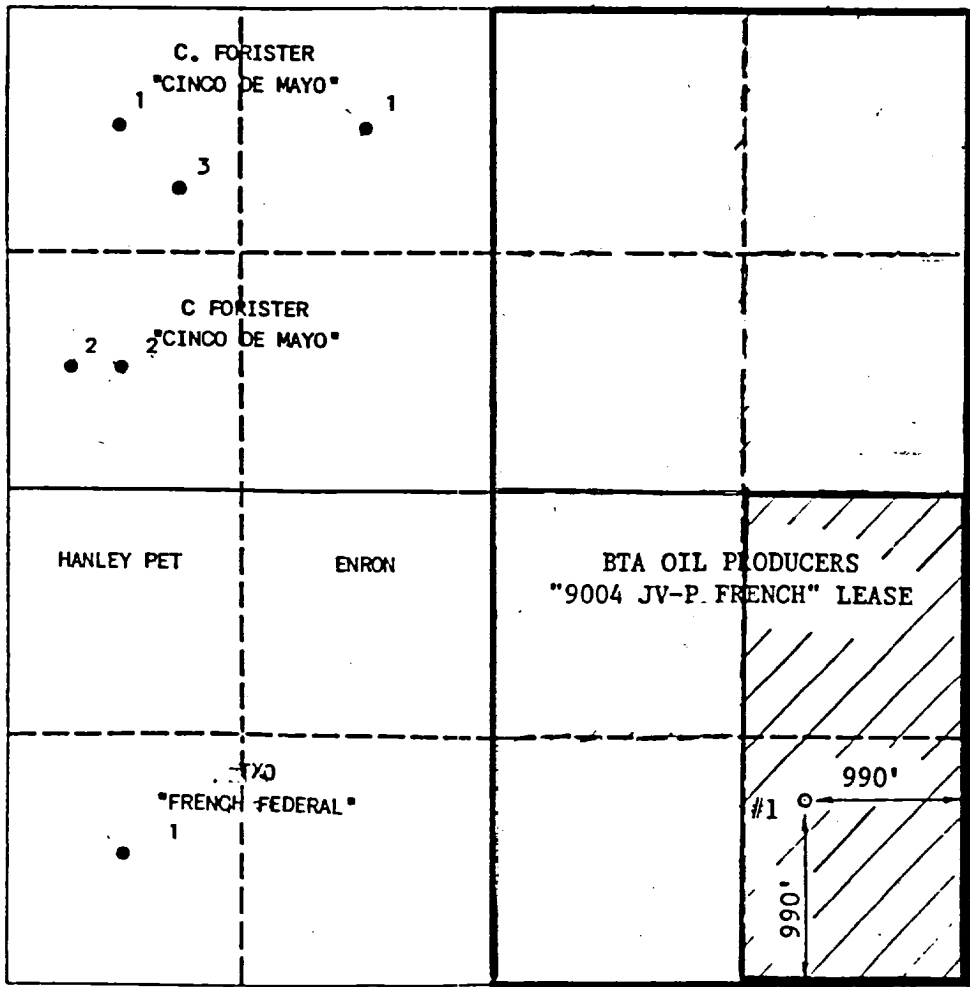 C. FORISTER
"CINCO DE MAYO"
1
1
3
C FORISTER
"CINCO DE MAYO"
2
2
HANLEY PET
ENRON
BTA OIL PRODUCERS
"9004 JV-P FRENCH" LEASE
TXO
"FRENCH FEDERAL"
1
990'
#1
990'